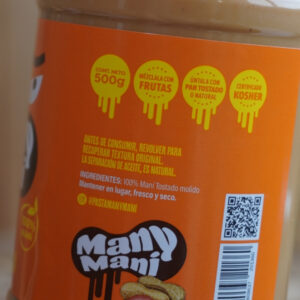 CONT. NETO
500g
MEZCLALA CON
FRUTAS
UNTALA CON
PAN TOSTADO
O NATURAL
CERTIFICADO
KOSHER
ANTES DE CONSUMIR, REVOLVER PARA
RECUPERAR TEXTURA ORIGINAL.
LA SEPARACIÓN DE ACEITE, ES NATURAL.
INGREDIENTES: 100% Maní Tostado molido
Mantener en lugar, fresco y seco.
@PASTAMANYMANI
Many
Mani